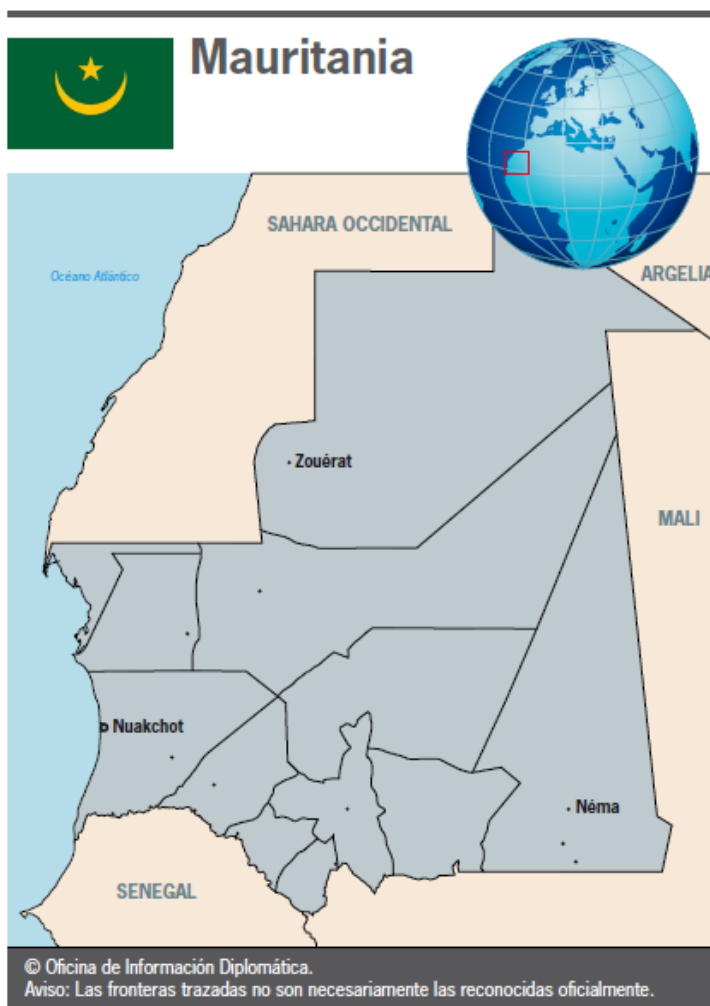 Mauritania
SAHARA OCCIDENTAL
Océano Atlántico
ARGELIA
Zouérat
MALI
Nuakchot
Néma
SENEGAL
© Oficina de Información Diplomática.
Aviso: Las fronteras trazadas no son necesariamente las reconocidas oficialmente.